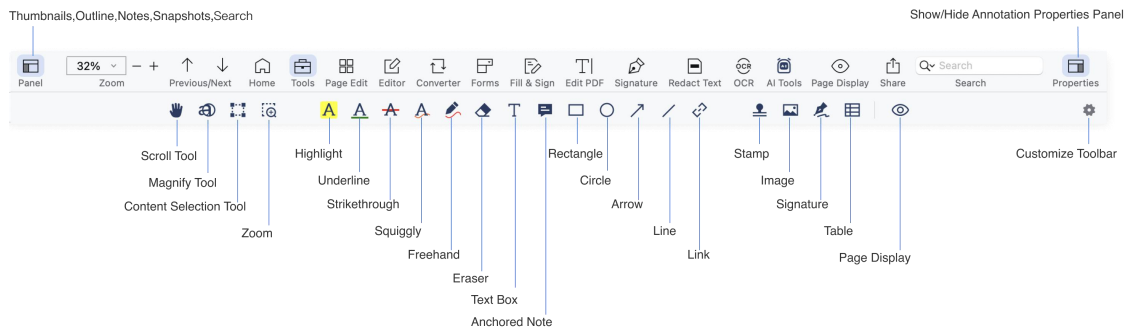 Thumbnails,Outline,Notes,Snapshots,Search
Show/Hide Annotation Properties Panel
32%
OCR
Search
Panel Zoom Previous/Next Home Tools Page Edit Editor Converter Forms Fill & Sign Edit PDF Signature Redact Text OCR AI Tools Page Display Share Search Properties
Scroll Tool
Highlight
Rectangle
Stamp
Customize Toolbar
Magnify Tool
Underline
Circle
Image
Content Selection Tool
Strikethrough
Arrow
Signature
Zoom
Squiggly
Line
Table
Freehand
Link
Page Display
Eraser
Text Box
Anchored Note